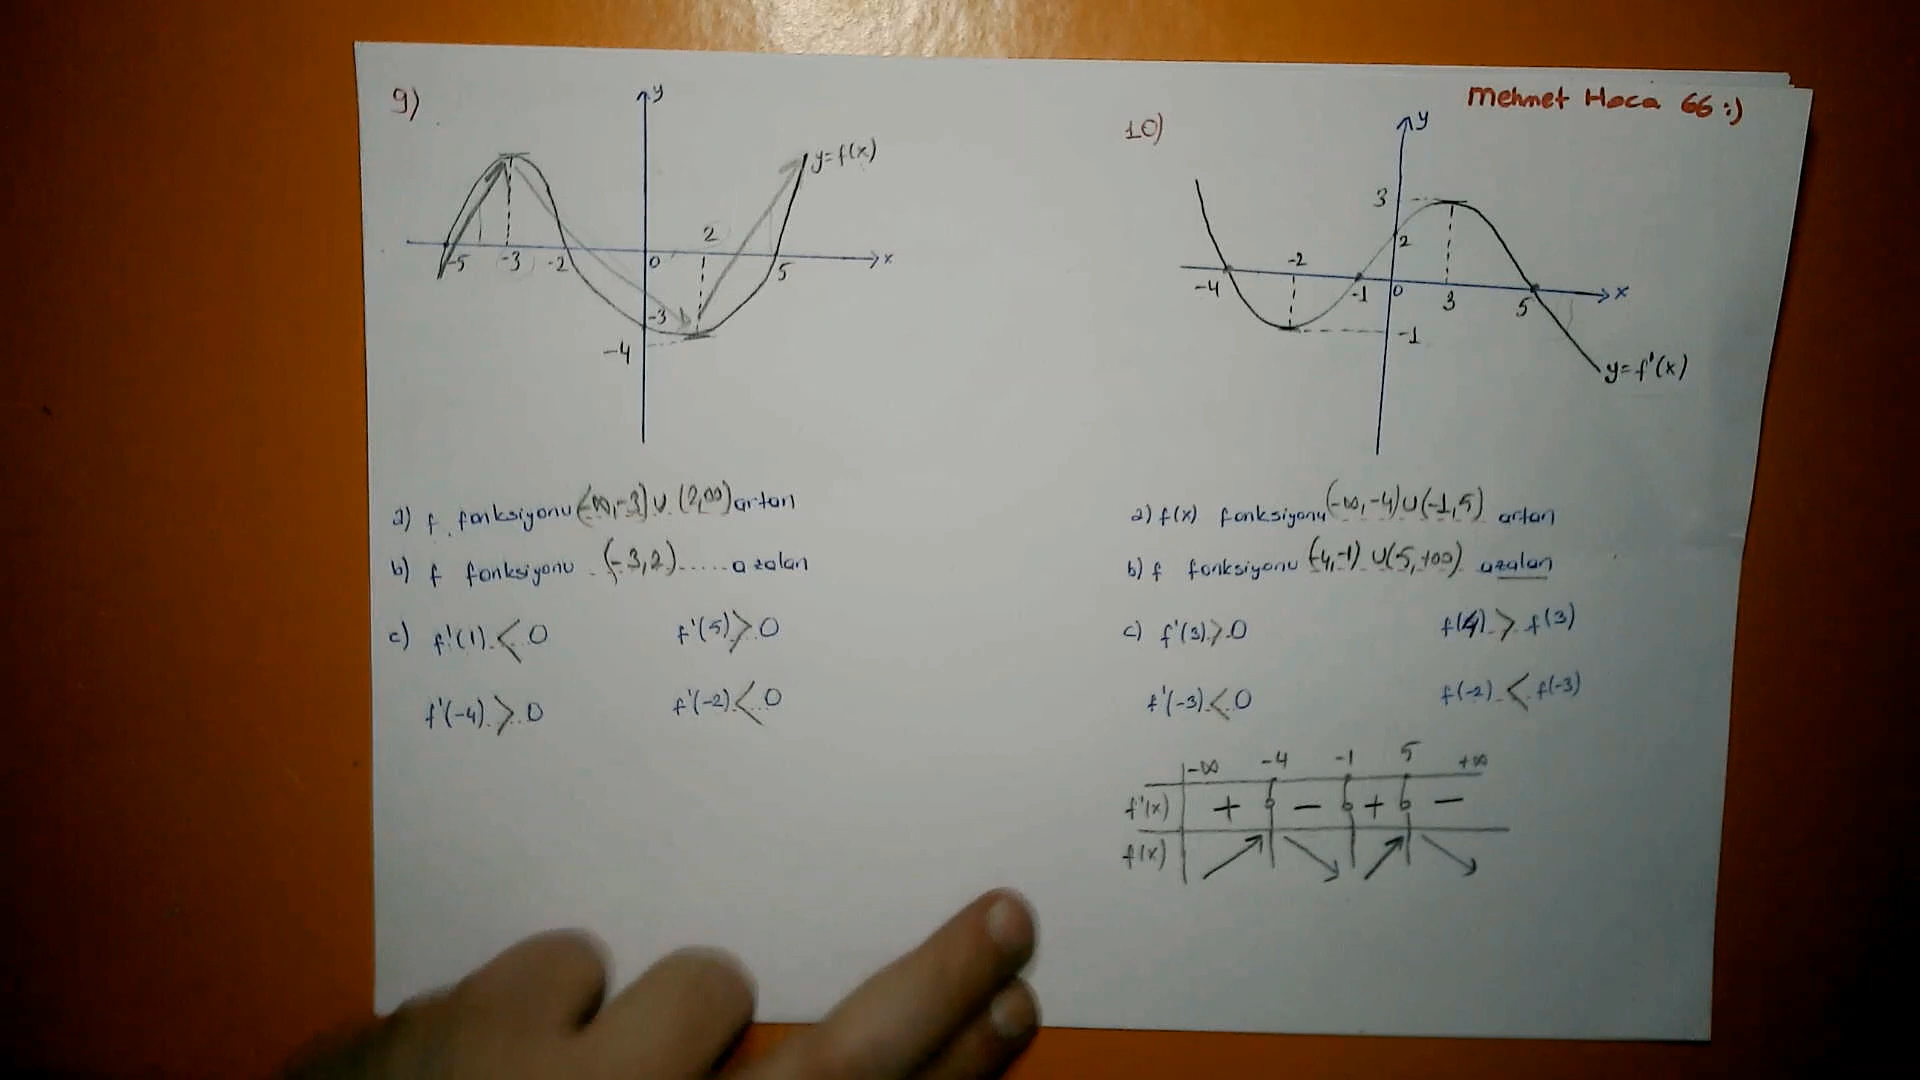 Mehmet Hoca 66 :)
9)
y
y=f(x)
2
-5 -3 -2 0 5 x
-3
-4
a) f fonksiyonu (-∞,-3) ∪ (2,∞) artan
b) f fonksiyonu (-3,2)..... azalan
c) f'(1) < 0 f'(5) > 0
f'(-4) > 0 f'(-2) < 0
10)
y
3
2
-2
-4 -1 0 3 5 x
-1
y=f'(x)
a) f(x) fonksiyonu (-∞,-4)∪(-1,5) artan
b) f fonksiyonu (-4,-1) ∪(5,+∞) azalan
c) f'(3) > 0 f(4) > f(3)
f'(-3) < 0 f(-2) < f(-3)
-∞ -4 -1 5 +∞
f'(x) + 0 - 0 + 0 -
f(x) ↗ ↘ ↗ ↘